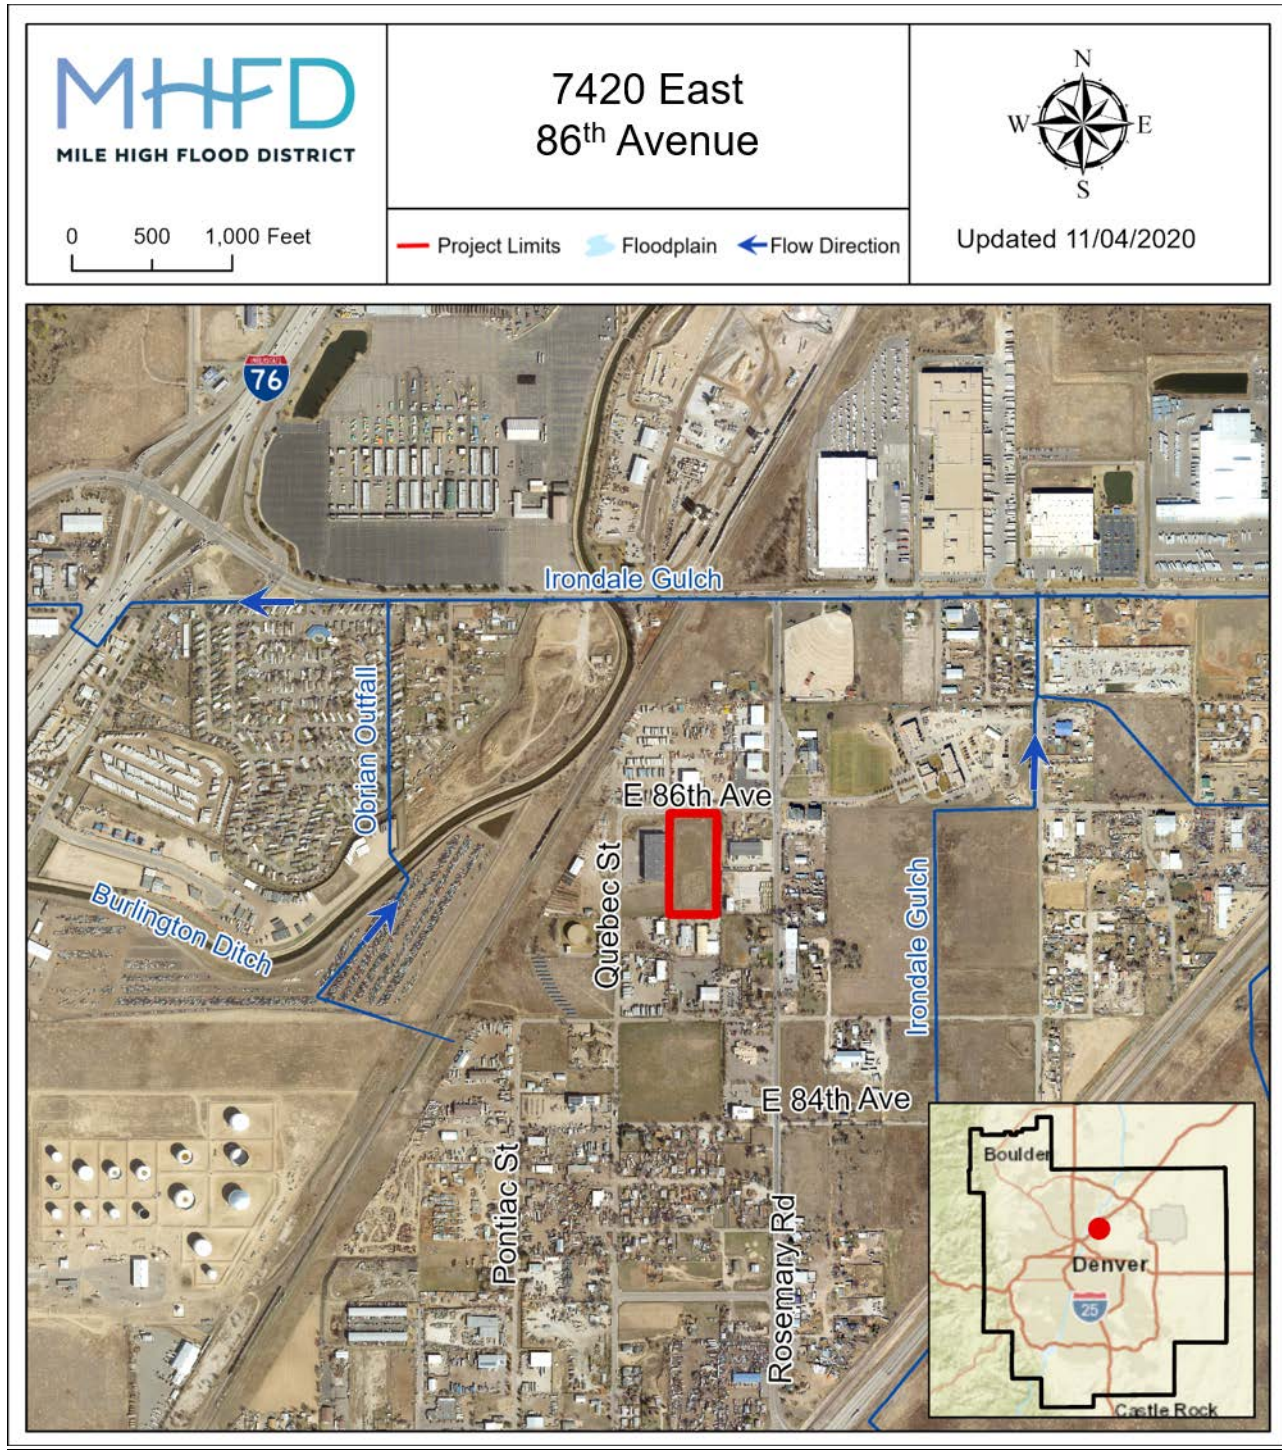 MHFD
MILE HIGH FLOOD DISTRICT
0 500 1,000 Feet
7420 East
86th Avenue
Project Limits Floodplain Flow Direction
N
W E
S
Updated 11/04/2020
INTERSTATE
76
Irondale Gulch
Obrian Outfall
E 86th Ave
Quebec St
Burlington Ditch
Irondale Gulch
E 84th Ave
Pontiac St
Rosemary Rd
Boulder
Denver
25
Castle Rock